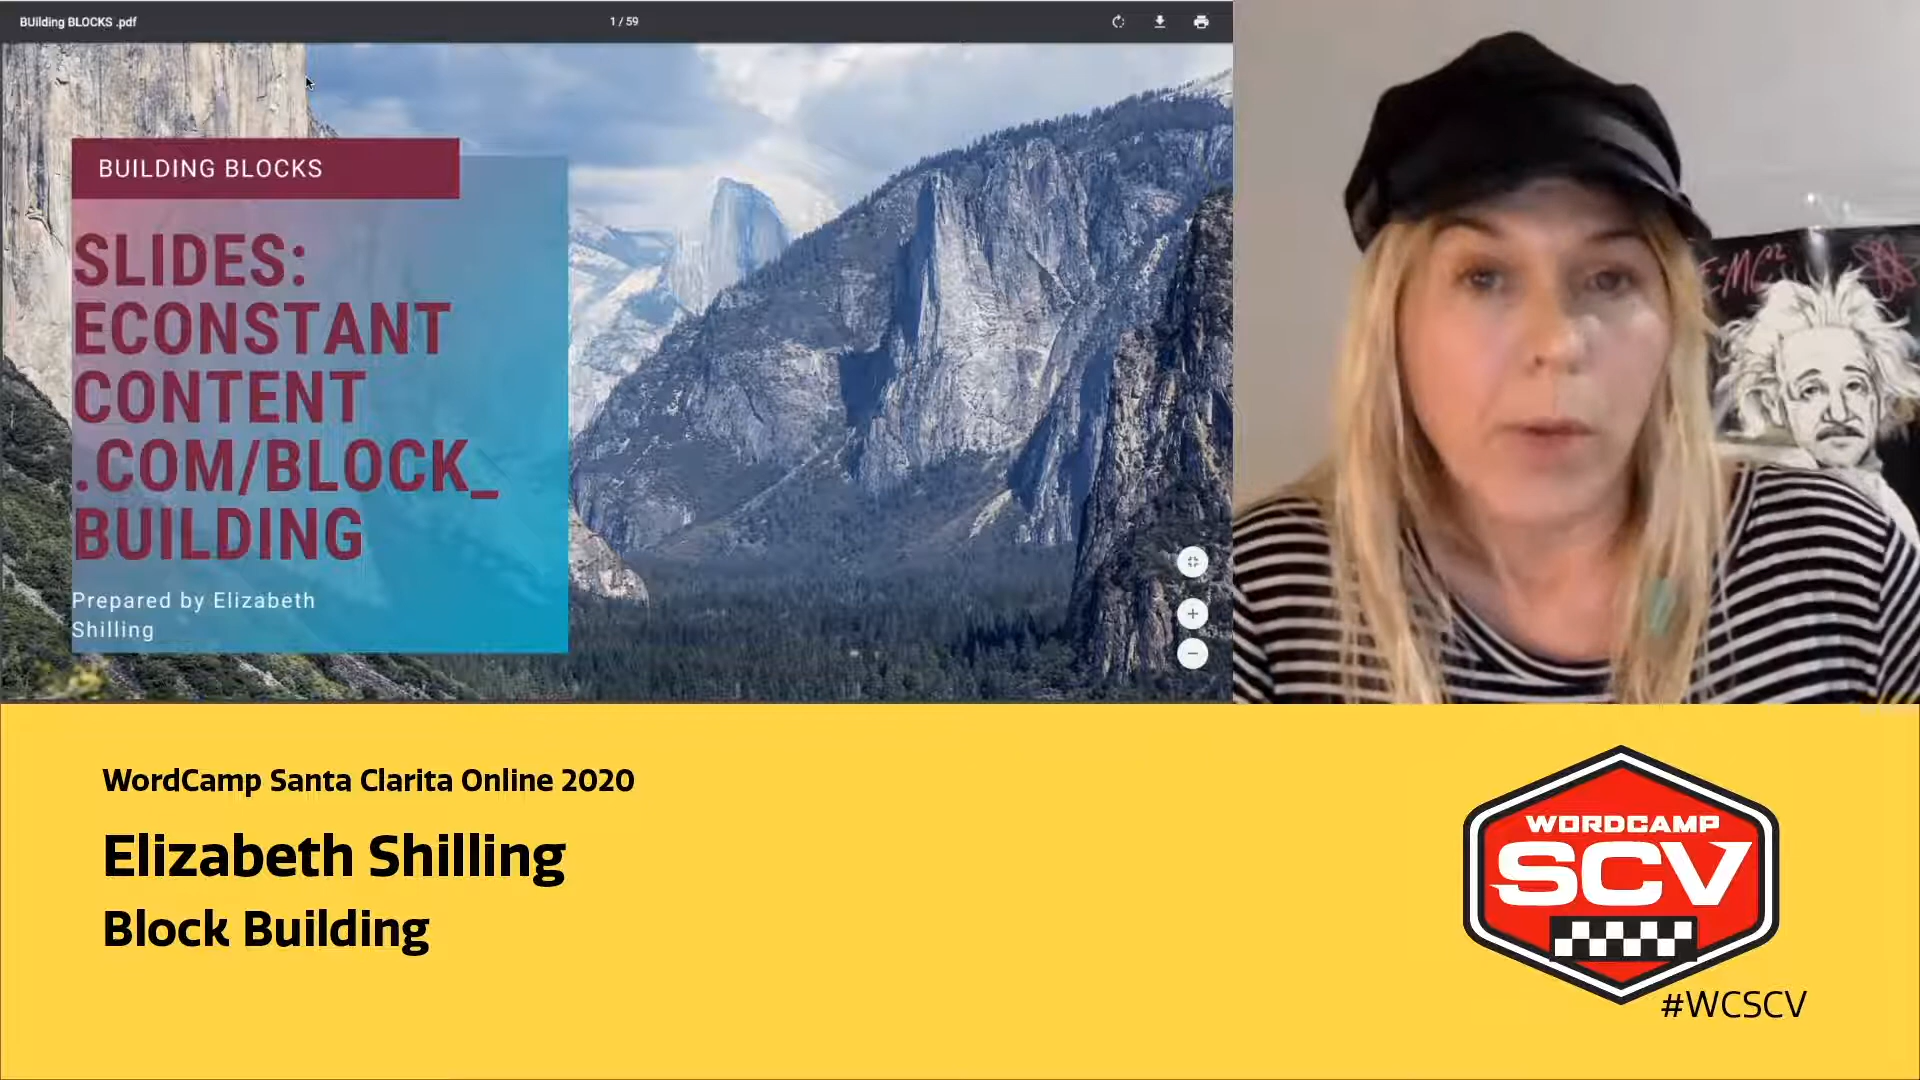 BUilding BLOCKS .pdf
1 / 59
BUILDING BLOCKS
SLIDES:
ECONSTANT
CONTENT
.COM/BLOCK_
BUILDING
Prepared by Elizabeth
Shilling
E=MC²
WordCamp Santa Clarita Online 2020
Elizabeth Shilling
Block Building
WORDCAMP
SCV
#WCSCV